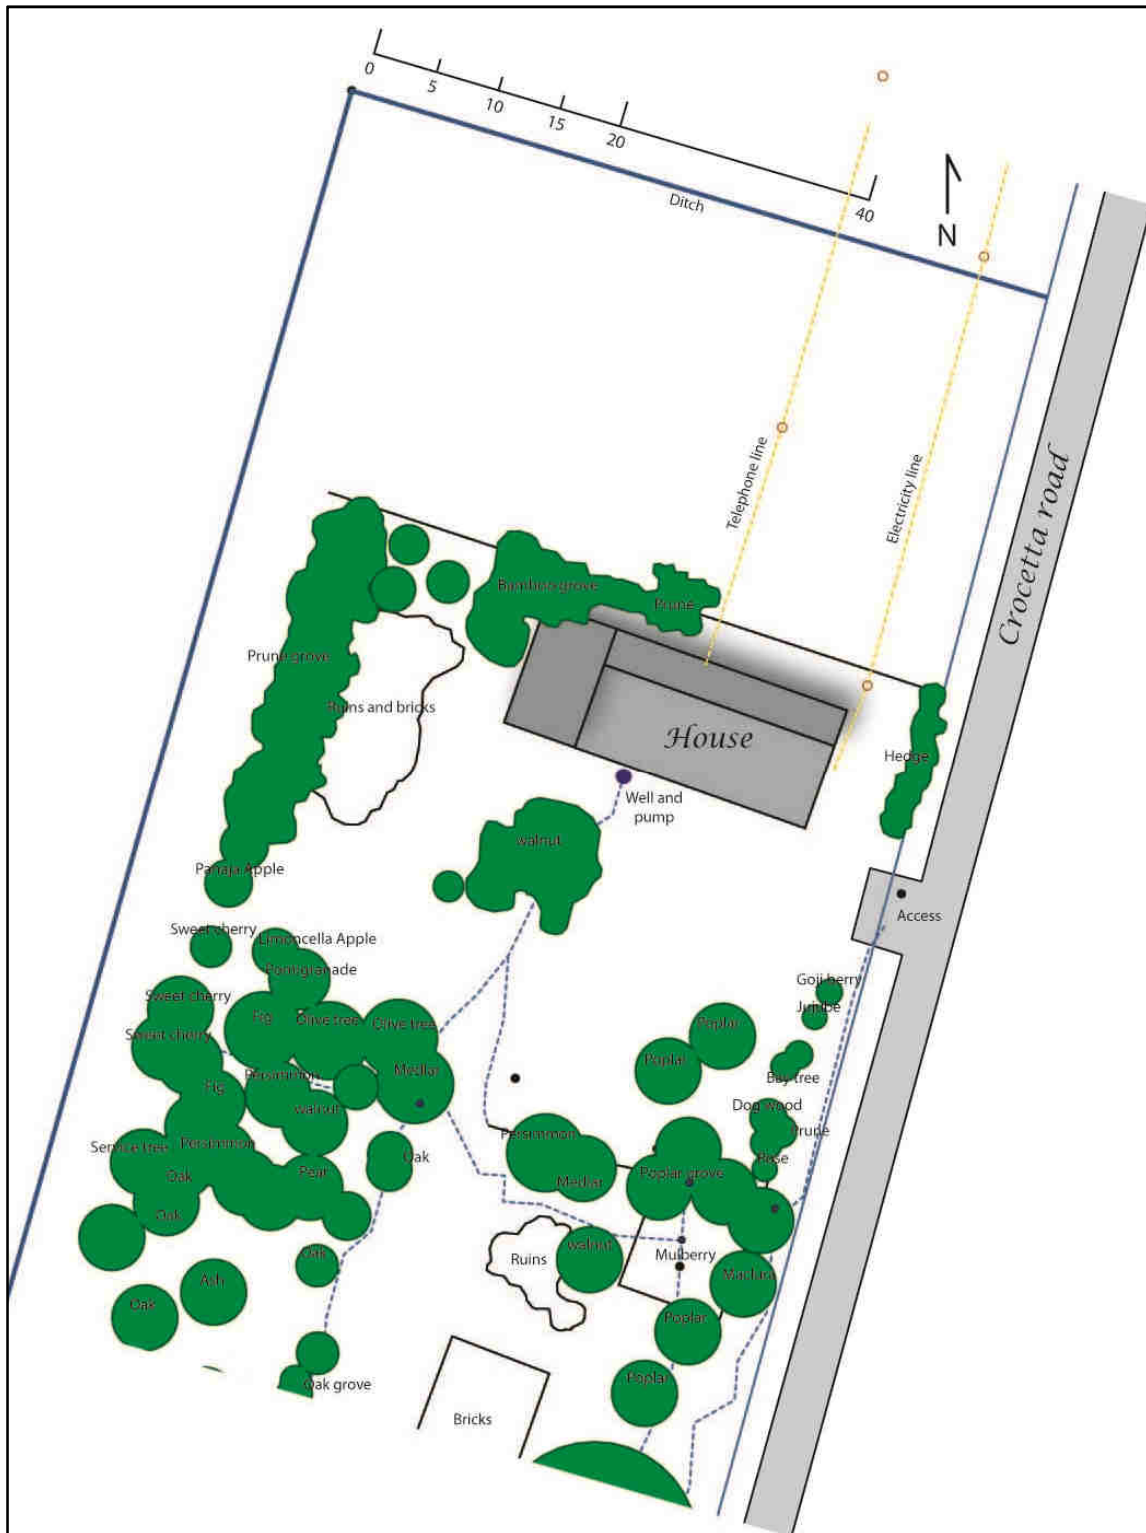 0
5
10
15
20
40
Ditch
N
Telephone line
Electricity line
Crocetta road
Bamboo grove
Prune
Prune grove
Ruins and bricks
House
Hedge
Well and
pump
walnut
Panaja Apple
Access
Sweet cherry
Limoncella Apple
Pomegranade
Goji berry
Sweet cherry
Jujube
Fig
Olive tree
Olive tree
Poplar
Sweet cherry
Poplar
Medlar
Persimmon
Bay tree
Fig
walnut
Dog wood
Persimmon
Prune
Service tree
Persimmon
Oak
Rose
Oak
Pear
Medlar
Poplar grove
Oak
Oak
Ruins
walnut
Mulberry
Ash
Maclura
Oak
Poplar
Oak grove
Poplar
Bricks